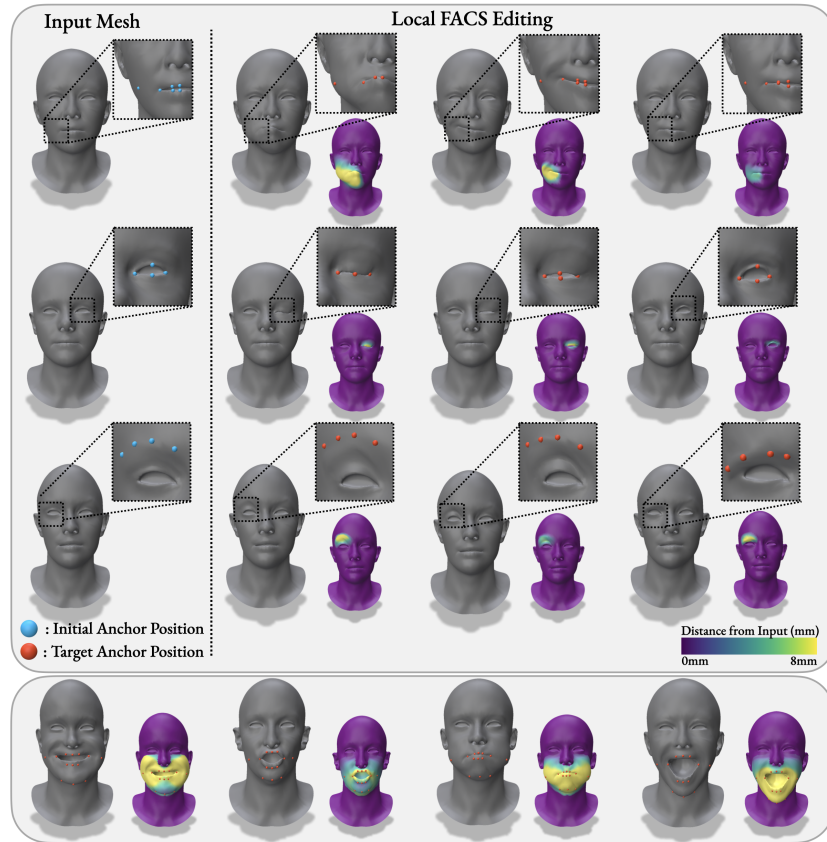 Input Mesh
Local FACS Editing
: Initial Anchor Position
: Target Anchor Position
Distance from Input (mm)
0mm 8mm